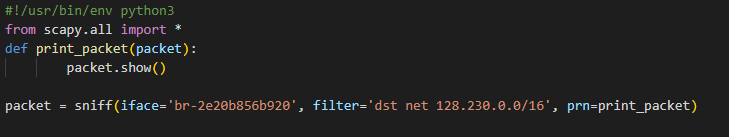 #!/usr/bin/env python3
from scapy.all import *
def print_packet(packet):
        packet.show()
packet = sniff(iface='br-2e20b856b920', filter='dst net 128.230.0.0/16', prn=print_packet)